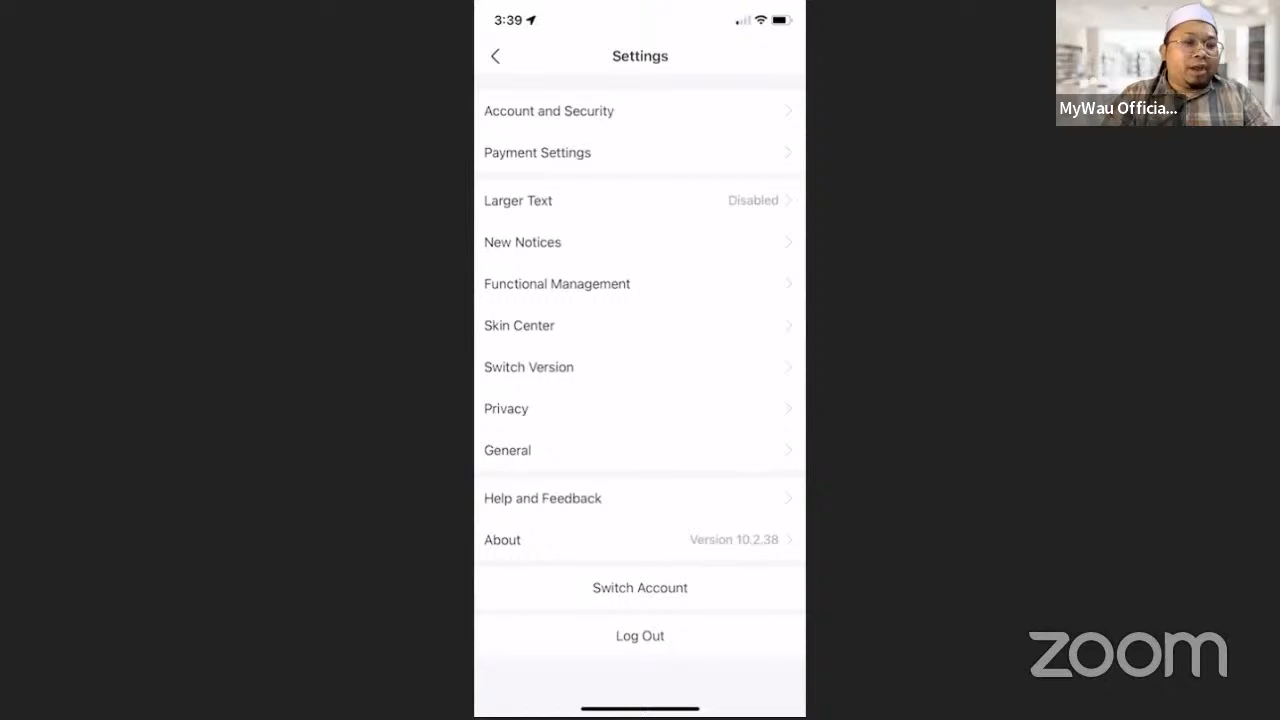 3:39
Settings
Account and Security
Payment Settings
Larger Text Disabled
New Notices
Functional Management
Skin Center
Switch Version
Privacy
General
Help and Feedback
About Version 10.2.38
Switch Account
Log Out
MyWau Officia...
zoom